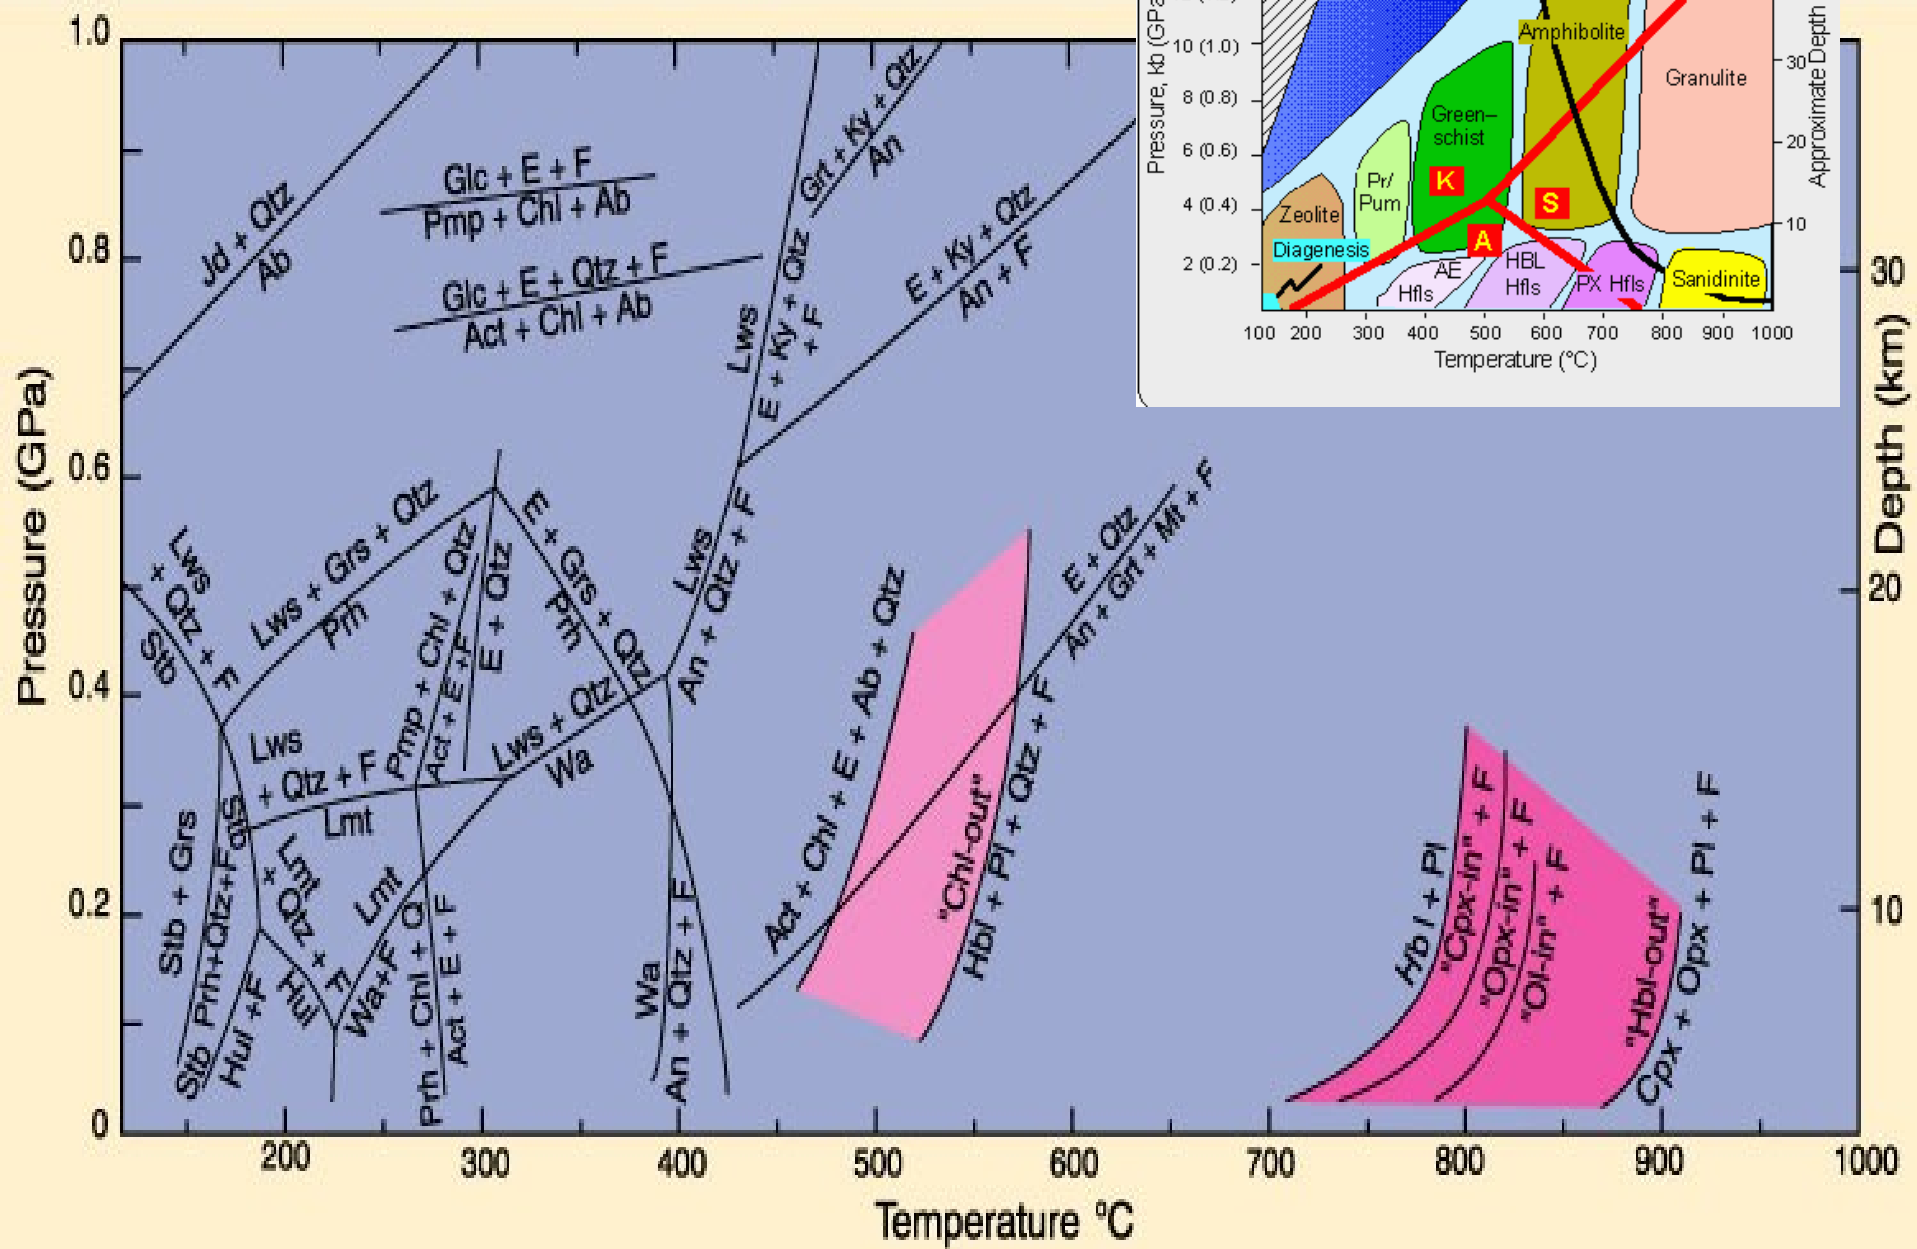 1.0
0.8
0.6
0.4
0.2
0
Pressure (GPa)
200
300
400
500
600
700
800
900
1000
Temperature ⁰C
30
20
10
Depth (km)
Jd + Qtz
Ab
Glc + E + F
Pmp + Chl + Ab
Glc + E + Qtz + F
Act + Chl + Ab
Lws
E + Ky + Qtz
+ F
Grt + Ky + Qtz
An
E + Ky + Qtz
An + F
Lws
+ Qtz + F
Stb
Lws + Grs + Qtz
Prh
Pmp + Chl + Qtz
Act + E + F
E + Qtz
E + Grs + Qtz
Prh
Lws
An + Qtz + F
Lws + Qtz
Wa
Lws
+ Qtz + F
Lmt
Stb
Lmt
+ Qtz + F
Hul
Lmt
Wa+F
Stb + Grs
Prh+Qtz+F
Stb
Hul +F
Prh + Chl + Q
Act + E + F
Wa
An + Qtz + F
Act + Chl + E + Ab + Qtz
"Chl-out"
Hbl + Pl + Qtz + F
E + Qtz
An + Grt + Mt + F
Hb l + Pl
"Cpx-in" + F
"Opx-in" + F
"Ol-in" + F
"Hbl-out"
Cpx + Opx + Pl + F
Pressure, kb (GPa
10 (1.0)
8 (0.8)
6 (0.6)
4 (0.4)
2 (0.2)
Amphibolite
Granulite
Green–
schist
Pr/
Pum
Zeolite
Diagenesis
K
S
A
AE
Hfls
HBL
Hfls
PX Hfls
Sanidinite
30
20
10
Approximate Depth
100
200
300
400
500
600
700
800
900
1000
Temperature (°C)